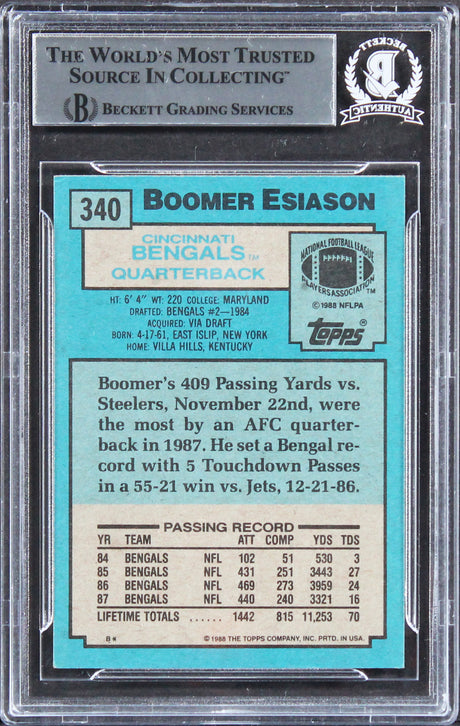 THE WORLD'S MOST TRUSTED
SOURCE IN COLLECTING™
B BECKETT GRADING SERVICES
BECKETT
B
AUTHENTIC
340
BOOMER ESIASON
CINCINNATI
BENGALS TM
QUARTERBACK
NATIONAL FOOTBALL LEAGUE
PLAYERS ASSOCIATION TM
©1988 NFLPA
topps®
HT: 6' 4" WT: 220 COLLEGE: MARYLAND
DRAFTED: BENGALS #2—1984
ACQUIRED: VIA DRAFT
BORN: 4-17-61, EAST ISLIP, NEW YORK
HOME: VILLA HILLS, KENTUCKY
Boomer's 409 Passing Yards vs.
Steelers, November 22nd, were
the most by an AFC quarter-
back in 1987. He set a Bengal re-
cord with 5 Touchdown Passes
in a 55-21 win vs. Jets, 12-21-86.
PASSING RECORD
YR TEAM ATT COMP YDS TDS
84 BENGALS NFL 102 51 530 3
85 BENGALS NFL 431 251 3443 27
86 BENGALS NFL 469 273 3959 24
87 BENGALS NFL 440 240 3321 16
LIFETIME TOTALS ...... 1442 815 11,253 70
B* ©1988 THE TOPPS COMPANY, INC. PRTD. IN USA.